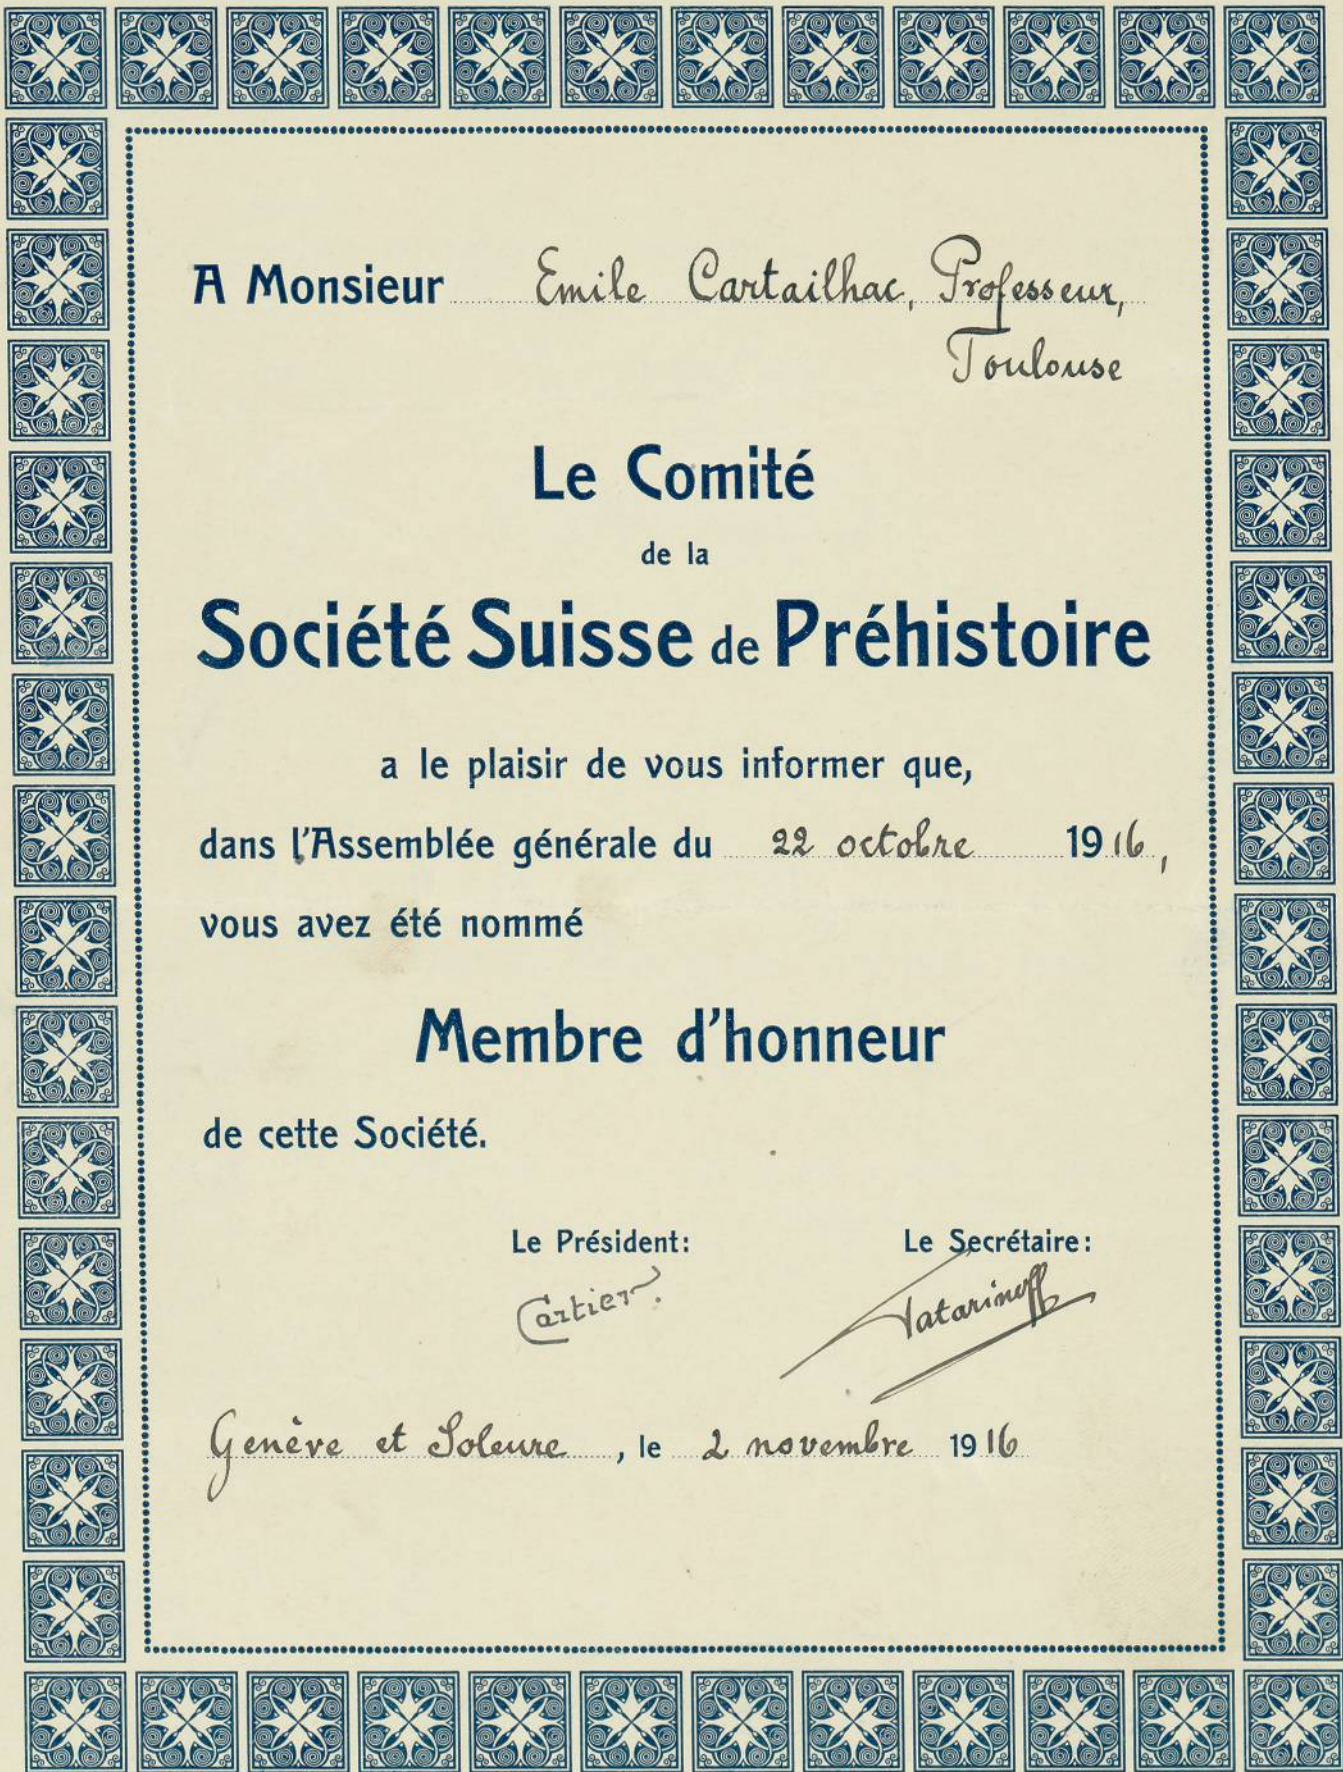 A Monsieur Emile Cartailhac, Professeur,
Toulouse
Le Comité
de la
Société Suisse de Préhistoire
a le plaisir de vous informer que,
dans l'Assemblée générale du 22 octobre 1916,
vous avez été nommé
Membre d'honneur
de cette Société.
Le Président: Le Secrétaire:
Cartier. Tatarinoff
Genève et Soleure, le 2 novembre 1916